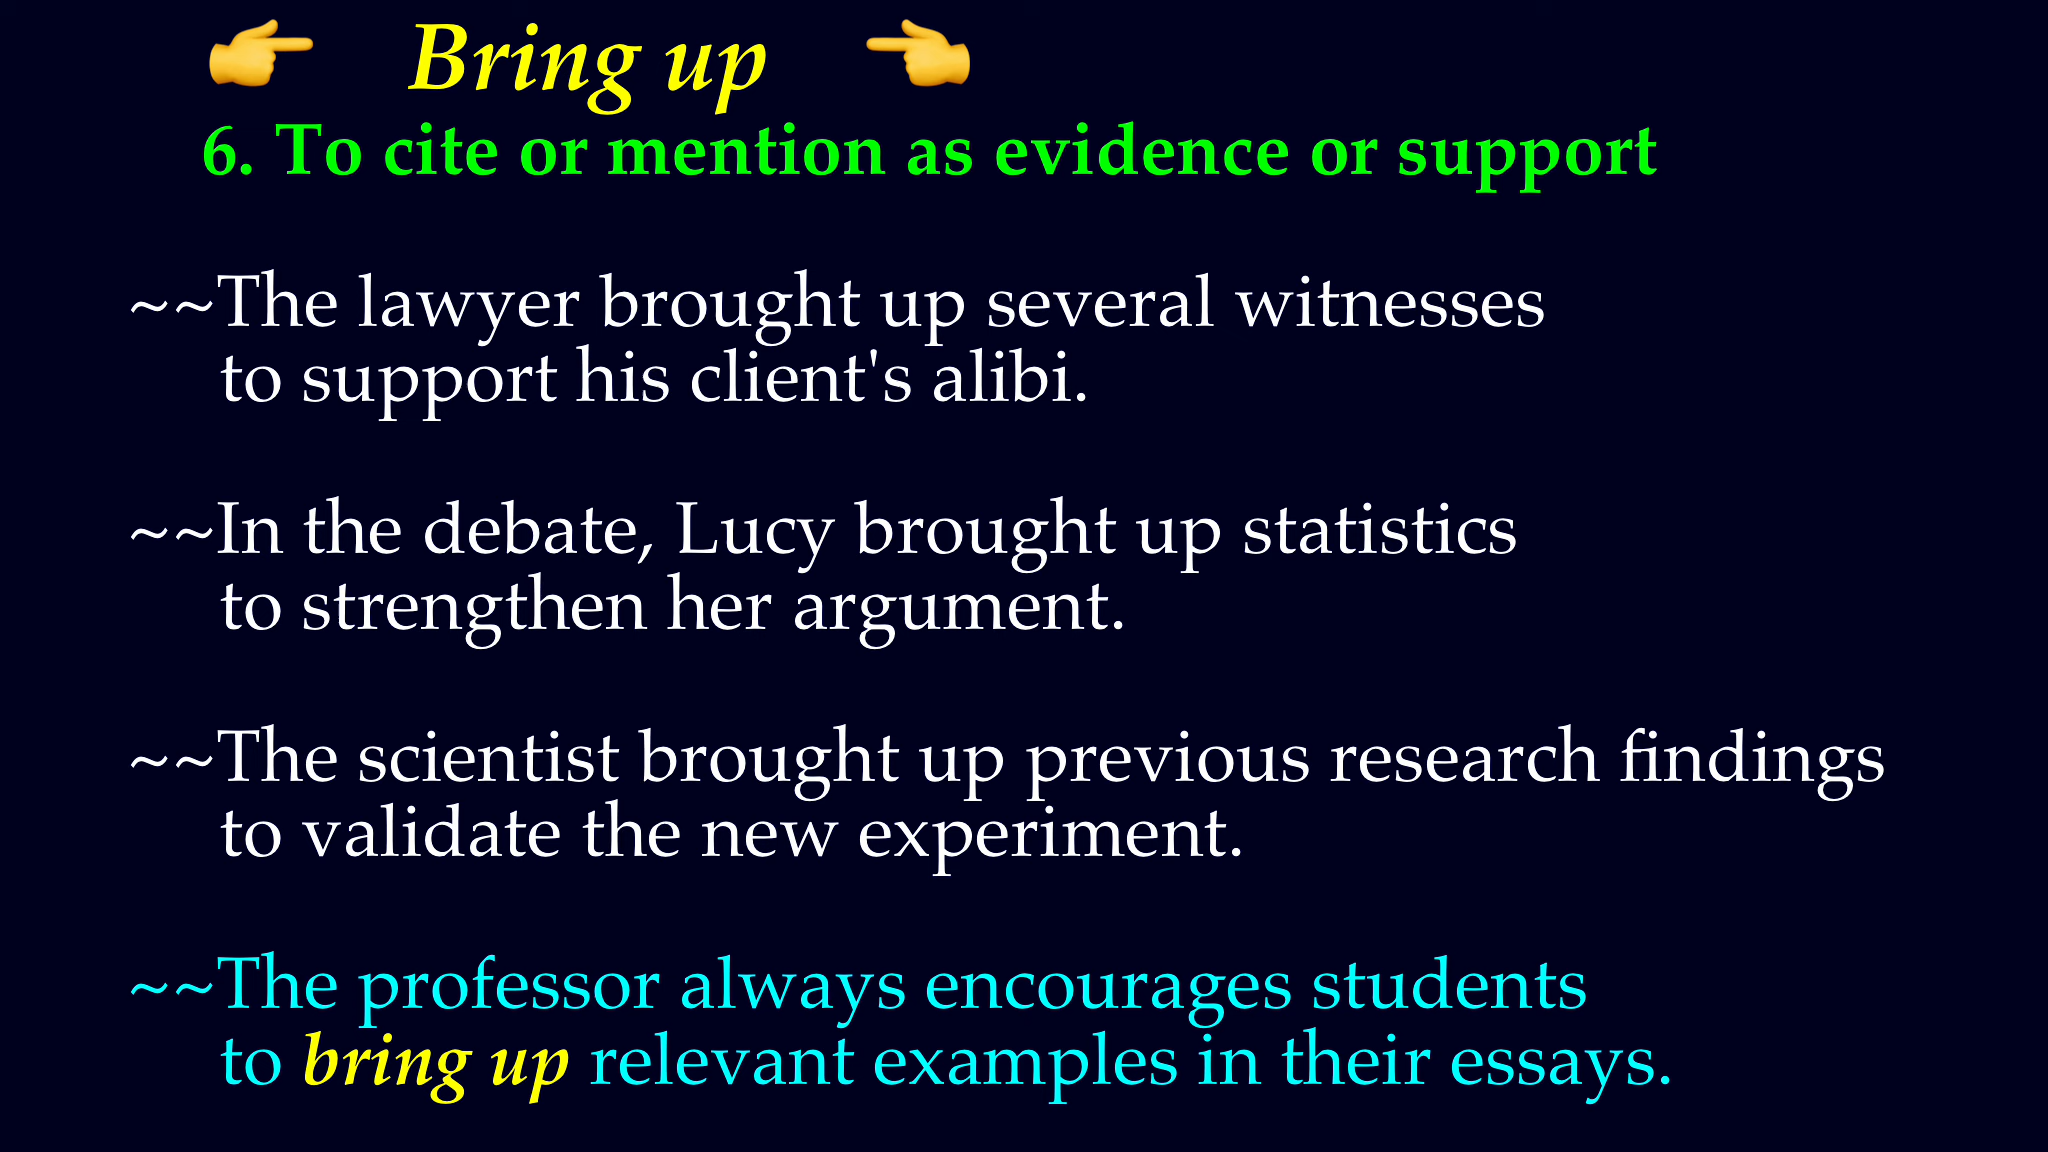 👉 Bring up 👈
6. To cite or mention as evidence or support
~~The lawyer brought up several witnesses
to support his client's alibi.
~~In the debate, Lucy brought up statistics
to strengthen her argument.
~~The scientist brought up previous research findings
to validate the new experiment.
~~The professor always encourages students
to bring up relevant examples in their essays.